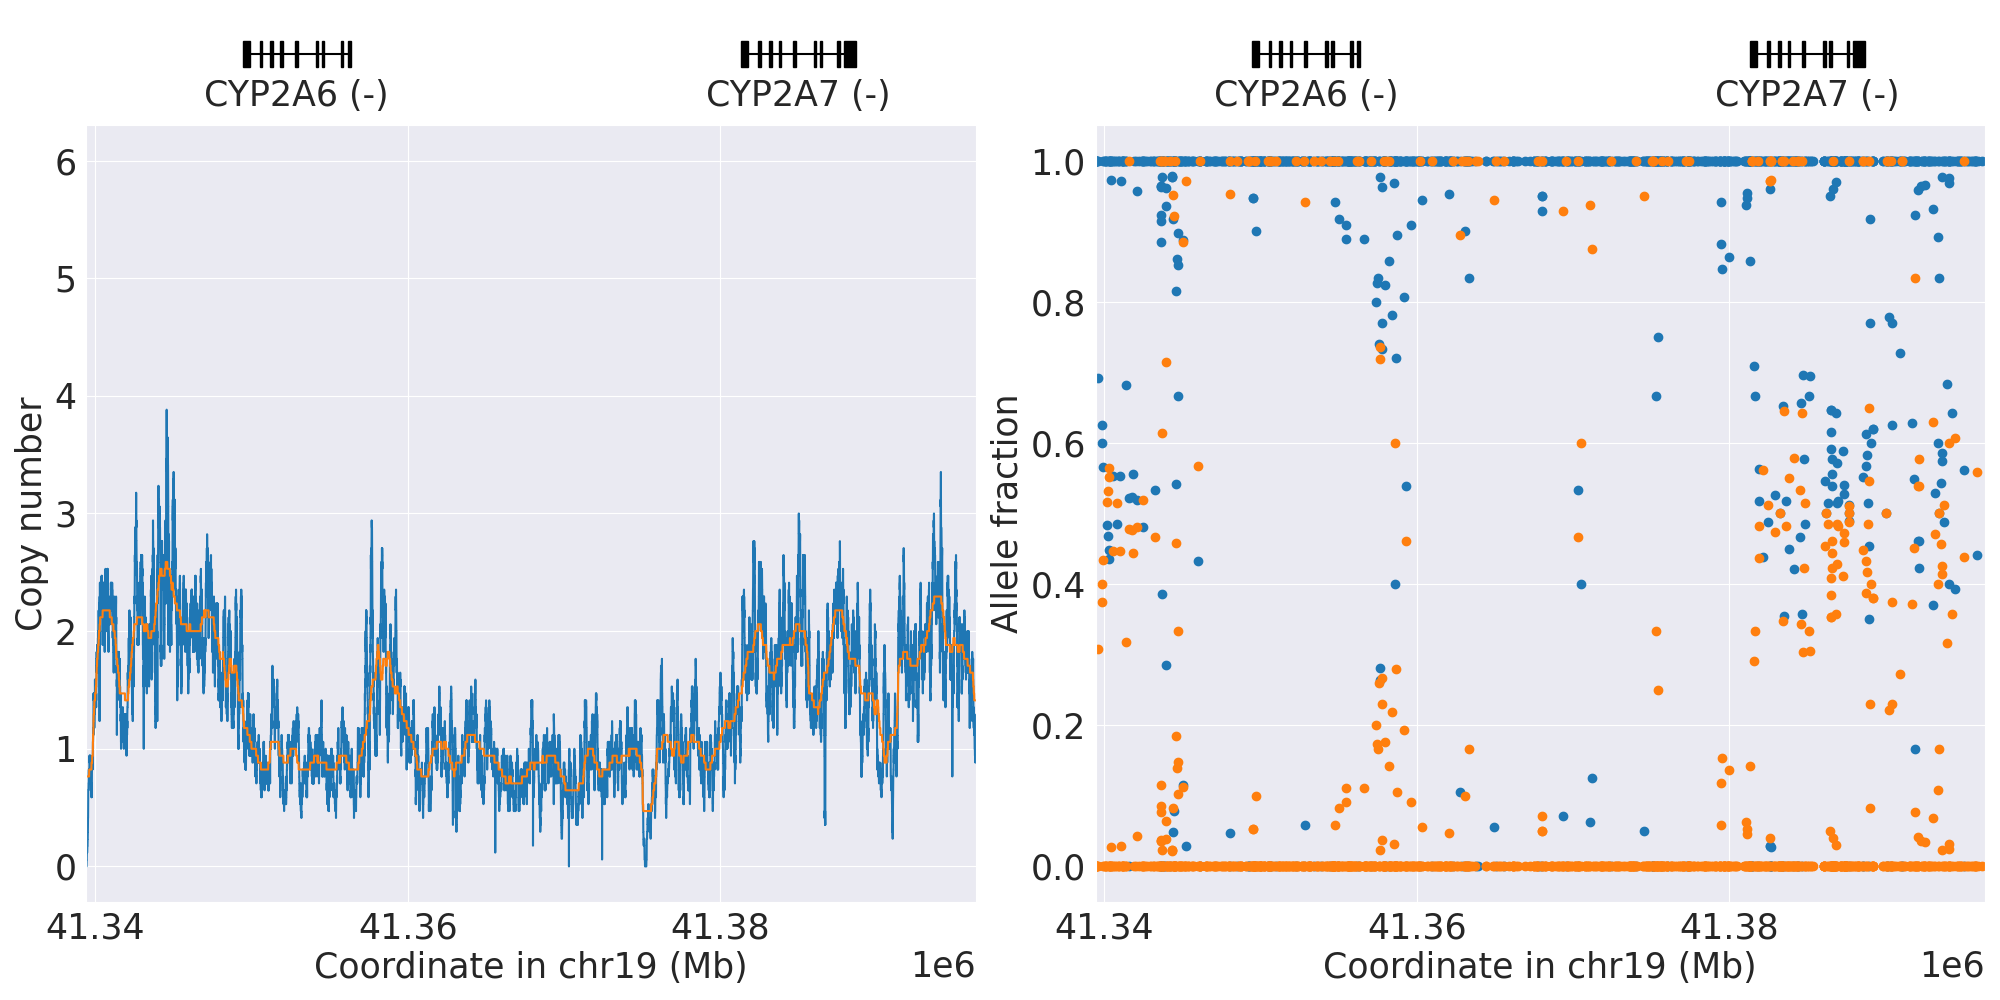 CYP2A6 (-) CYP2A7 (-)
6
5
4
3
2
1
0
Copy number
41.34 41.36 41.38
Coordinate in chr19 (Mb) 1e6
CYP2A6 (-) CYP2A7 (-)
1.0
0.8
0.6
0.4
0.2
0.0
Allele fraction
41.34 41.36 41.38
Coordinate in chr19 (Mb) 1e6